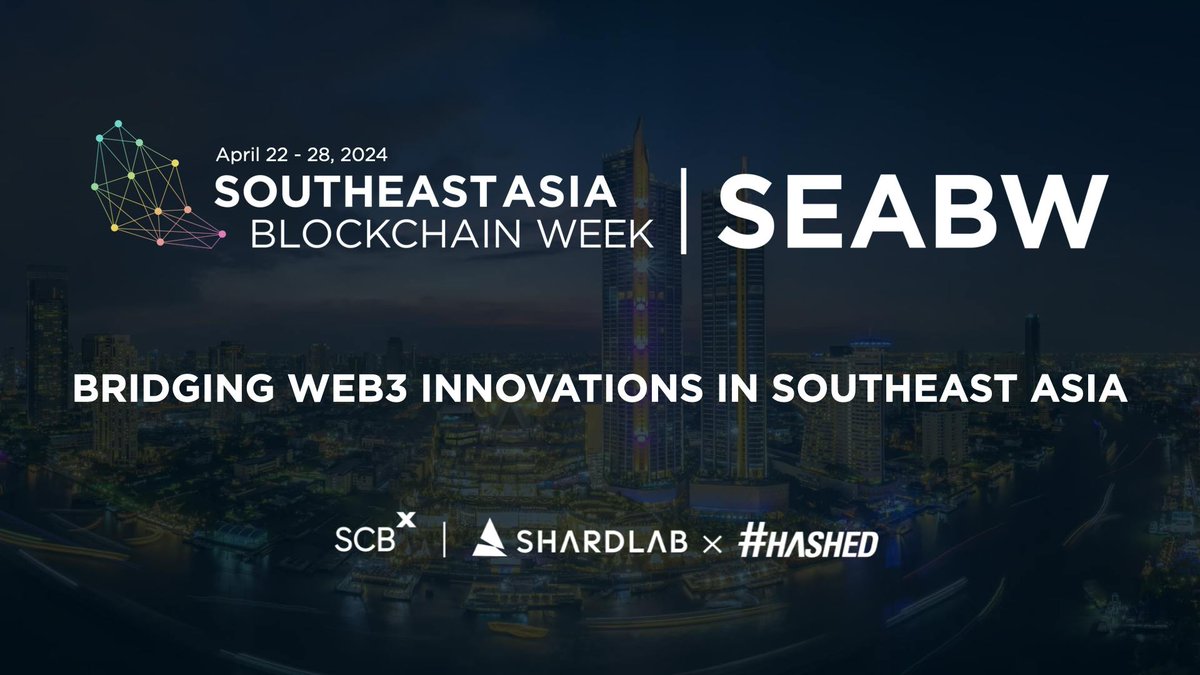 April 22 - 28, 2024
SOUTHEAST ASIA
BLOCKCHAIN WEEK
SEABW
BRIDGING WEB3 INNOVATIONS IN SOUTHEAST ASIA
SCBX | SHARDLAB × #HASHED